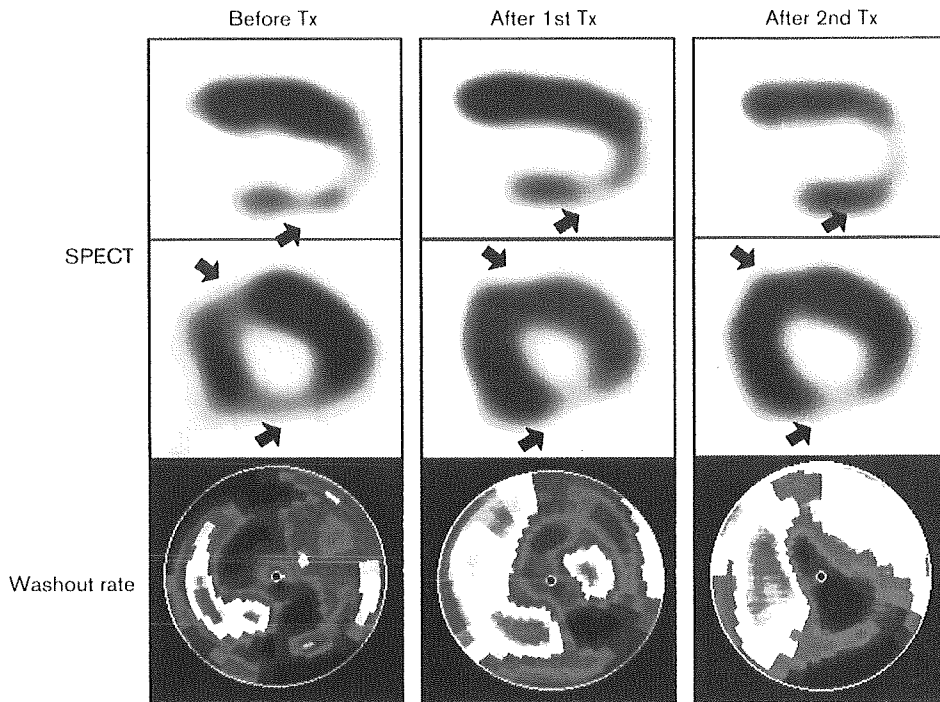 Before Tx
After 1st Tx
After 2nd Tx
SPECT
Washout rate